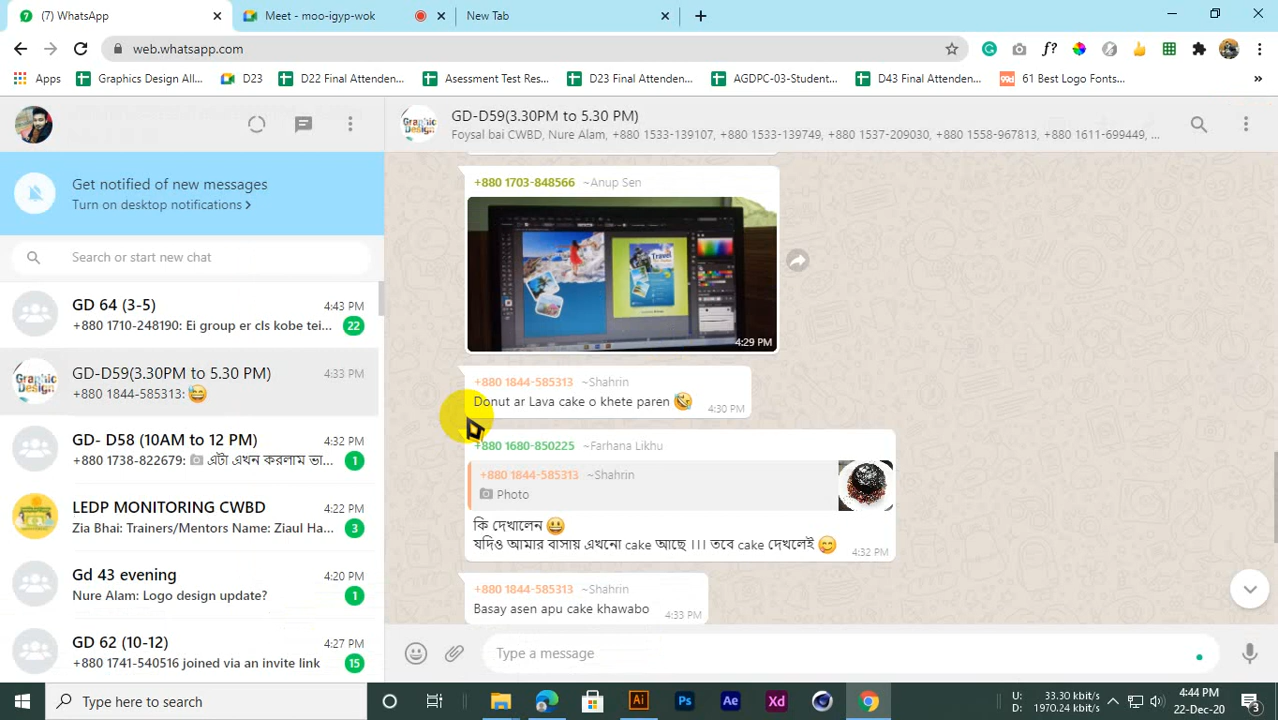 (7) WhatsApp
Meet - moo-igyp-wok
New Tab
web.whatsapp.com
Apps
Graphics Design All...
D23
D22 Final Attenden...
Asessment Test Res...
D23 Final Attenden...
AGDPC-03-Student...
D43 Final Attenden...
61 Best Logo Fonts...
GD-D59(3.30PM to 5.30 PM)
Foysal bai CWBD, Nure Alam, +880 1533-139107, +880 1533-139749, +880 1537-209030, +880 1558-967813, +880 1611-699449, ...
Get notified of new messages
Turn on desktop notifications >
Search or start new chat
GD 64 (3-5) 4:43 PM
+880 1710-248190: Ei group er cls kobe tei... 22
GD-D59(3.30PM to 5.30 PM) 4:33 PM
+880 1844-585313: 😅
GD- D58 (10AM to 12 PM) 4:32 PM
+880 1738-822679: এটা এখন করলাম ভা... 1
LEDP MONITORING CWBD 4:22 PM
Zia Bhai: Trainers/Mentors Name: Ziaul Ha... 3
Gd 43 evening 4:20 PM
Nure Alam: Logo design update? 1
GD 62 (10-12) 4:27 PM
+880 1741-540516 joined via an invite link 15
+880 1703-848566 ~Anup Sen
Travel
4:29 PM
+880 1844-585313 ~Shahrin
Donut ar Lava cake o khete paren 🤣 4:30 PM
+880 1680-850225 ~Farhana Likhu
+880 1844-585313 ~Shahrin
Photo
কি দেখালেন 😃
যদিও আমার বাসায় এখনো cake আছে ।।। তবে cake দেখলেই 😋 4:32 PM
+880 1844-585313 ~Shahrin
Basay asen apu cake khawabo 4:33 PM
Type a message
Type here to search
Ai
Ps
Ae
Xd
U: 33.30 kbit/s
D: 1970.24 kbit/s
4:44 PM
22-Dec-20
3